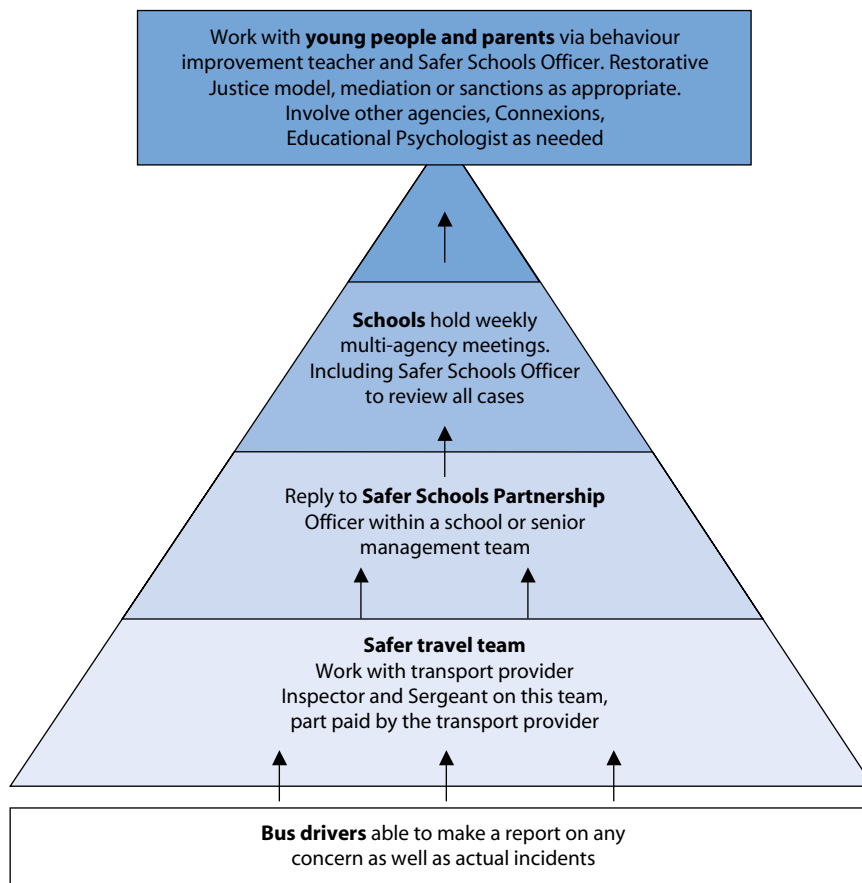 Work with young people and parents via behaviour
improvement teacher and Safer Schools Officer. Restorative
Justice model, mediation or sanctions as appropriate.
Involve other agencies, Connexions,
Educational Psychologist as needed
Schools hold weekly
multi-agency meetings.
Including Safer Schools Officer
to review all cases
Reply to Safer Schools Partnership
Officer within a school or senior
management team
Safer travel team
Work with transport provider
Inspector and Sergeant on this team,
part paid by the transport provider
Bus drivers able to make a report on any
concern as well as actual incidents